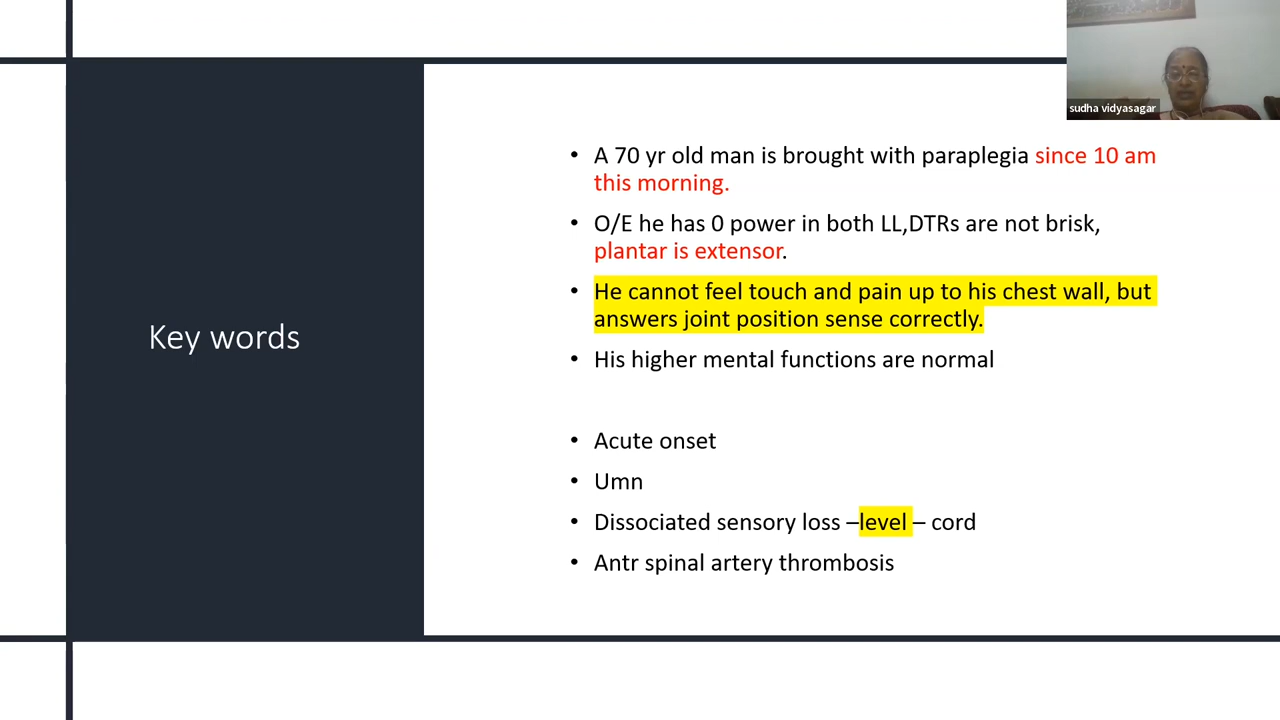 sudha vidyasagar
Key words
• A 70 yr old man is brought with paraplegia since 10 am
this morning.
• O/E he has 0 power in both LL,DTRs are not brisk,
plantar is extensor.
• He cannot feel touch and pain up to his chest wall, but
answers joint position sense correctly.
• His higher mental functions are normal
• Acute onset
• Umn
• Dissociated sensory loss –level – cord
• Antr spinal artery thrombosis